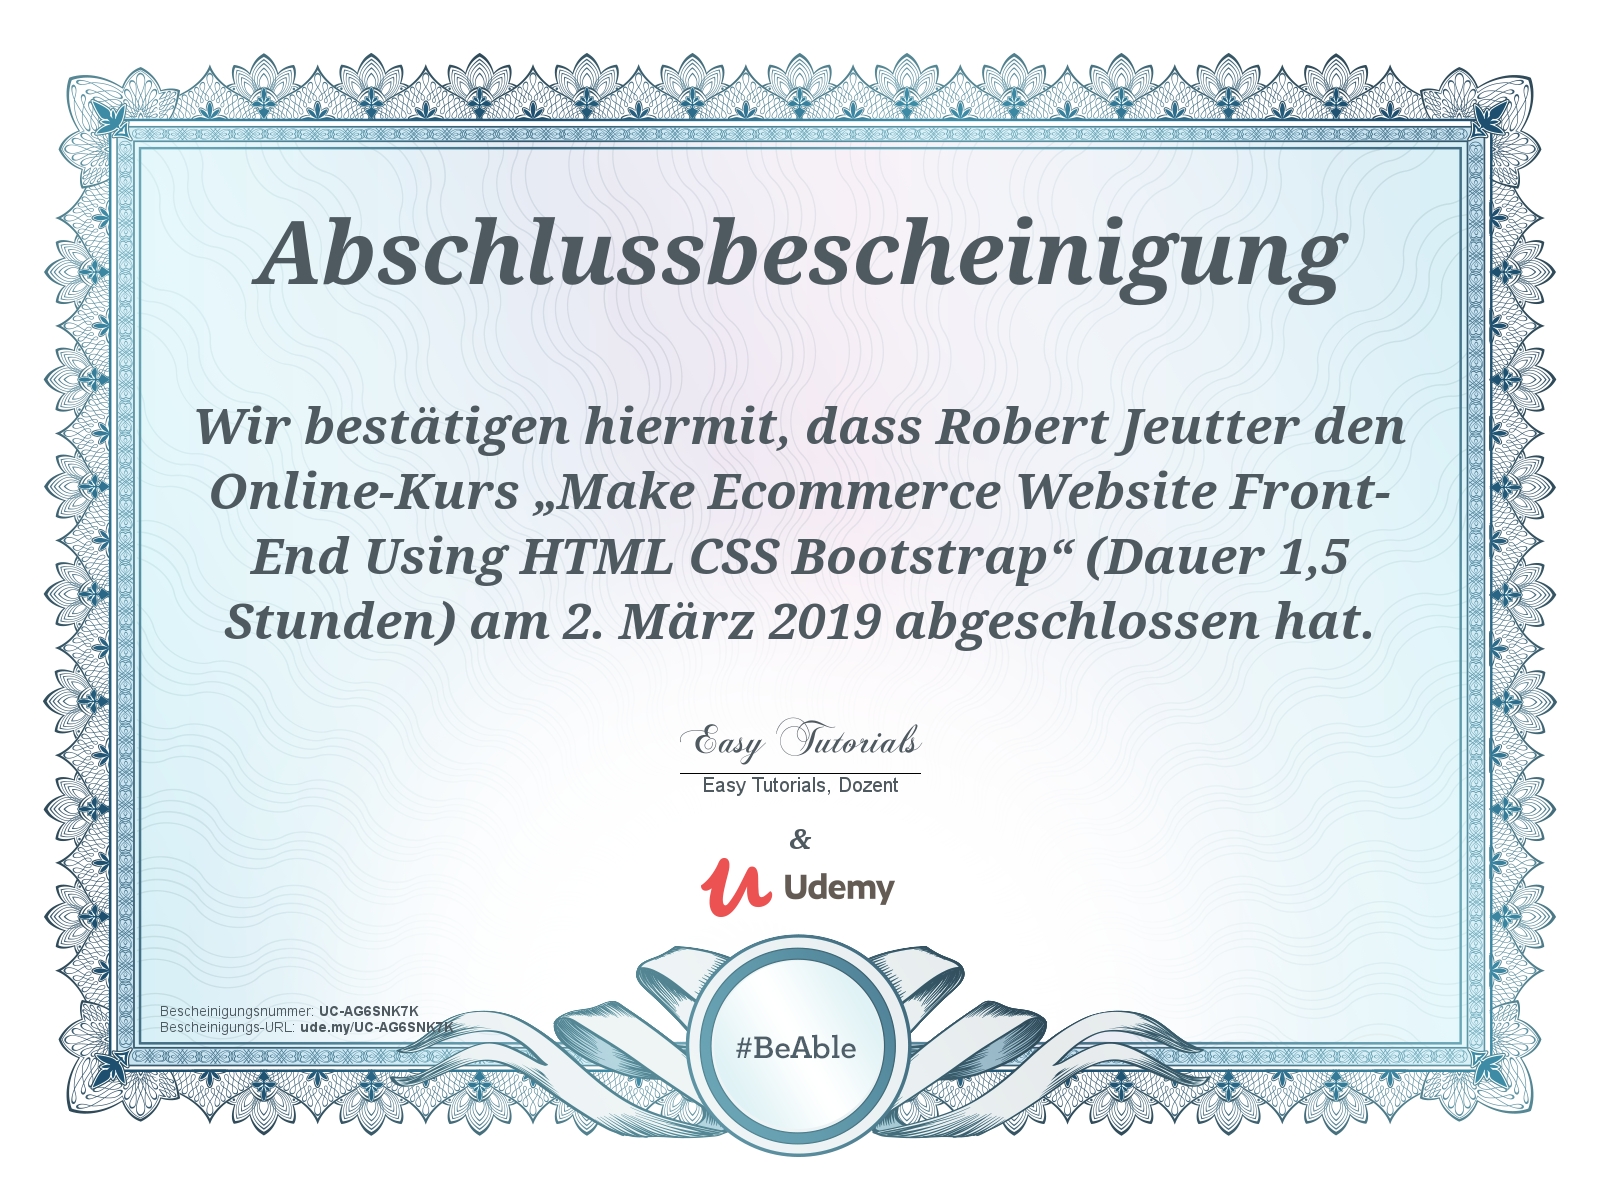 Abschlussbescheinigung
Wir bestätigen hiermit, dass Robert Jeutter den
Online-Kurs „Make Ecommerce Website Front-
End Using HTML CSS Bootstrap“ (Dauer 1,5
Stunden) am 2. März 2019 abgeschlossen hat.
Easy Tutorials
Easy Tutorials, Dozent
&
Udemy
Bescheinigungsnummer: UC-AG6SNK7K
Bescheinigungs-URL: ude.my/UC-AG6SNK7K
#BeAble